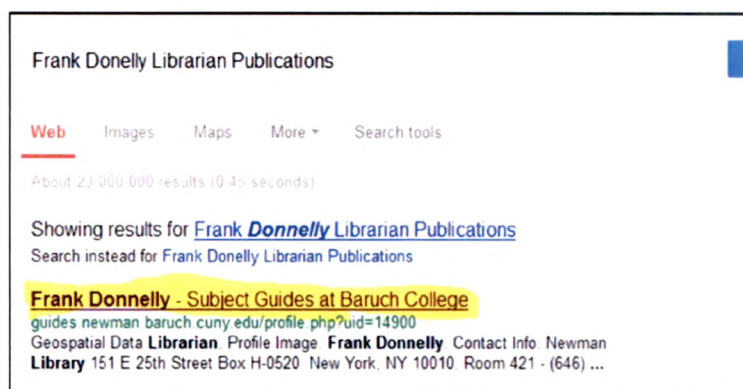 Frank Donelly Librarian Publications
Web Images Maps More Search tools
About 23,000,000 results (0.45 seconds)
Showing results for Frank Donnelly Librarian Publications
Search instead for Frank Donelly Librarian Publications
Frank Donnelly - Subject Guides at Baruch College
guides.newman.baruch.cuny.edu/profile.php?uid=14900
Geospatial Data Librarian. Profile Image. Frank Donnelly. Contact Info. Newman
Library 151 E 25th Street Box H-0520. New York, NY 10010. Room 421 - (646) ...